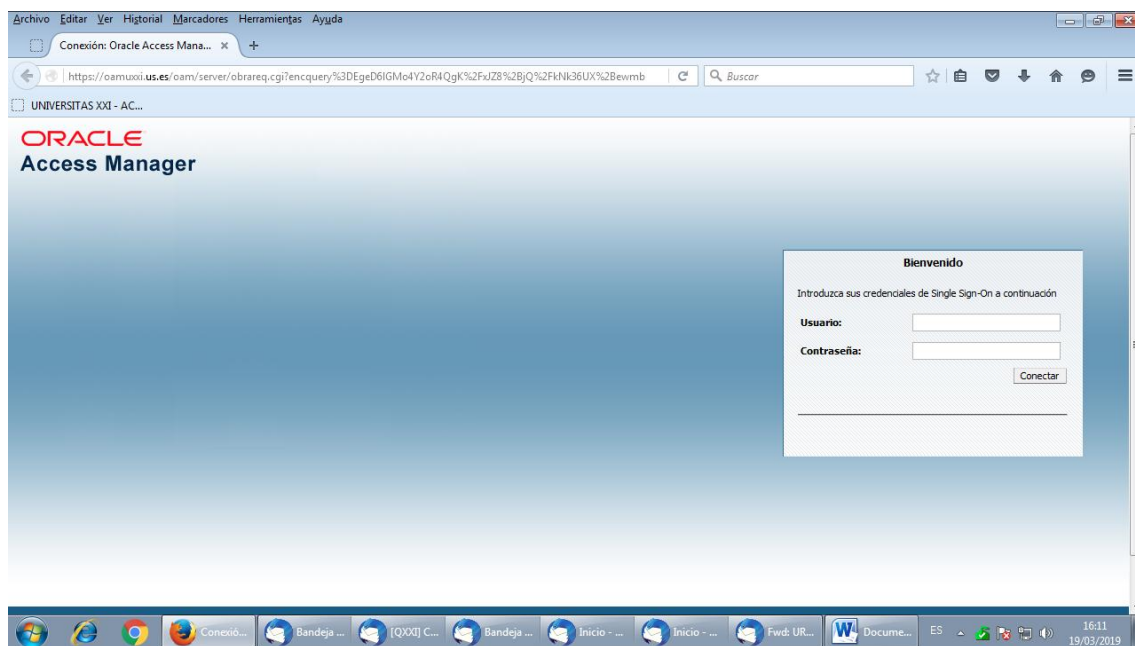 Archivo Editar Ver Historial Marcadores Herramientas Ayuda
Conexión: Oracle Access Mana... × +
https://oamuxxi.us.es/oam/server/obrareq.cgi?encquery%3DEgeD6IGMo4Y2oR4QgK%2FxJZ8%2BjQ%2FkNk36UX%2Bewmb Buscar
UNIVERSITAS XXI - AC...
ORACLE
Access Manager
Bienvenido
Introduzca sus credenciales de Single Sign-On a continuación
Usuario:
Contraseña:
Conectar
Conexió... Bandeja ... [QXXI] C... Bandeja ... Inicio - ... Inicio - ... Fwd: UR... Docume... ES 16:11
19/03/2019